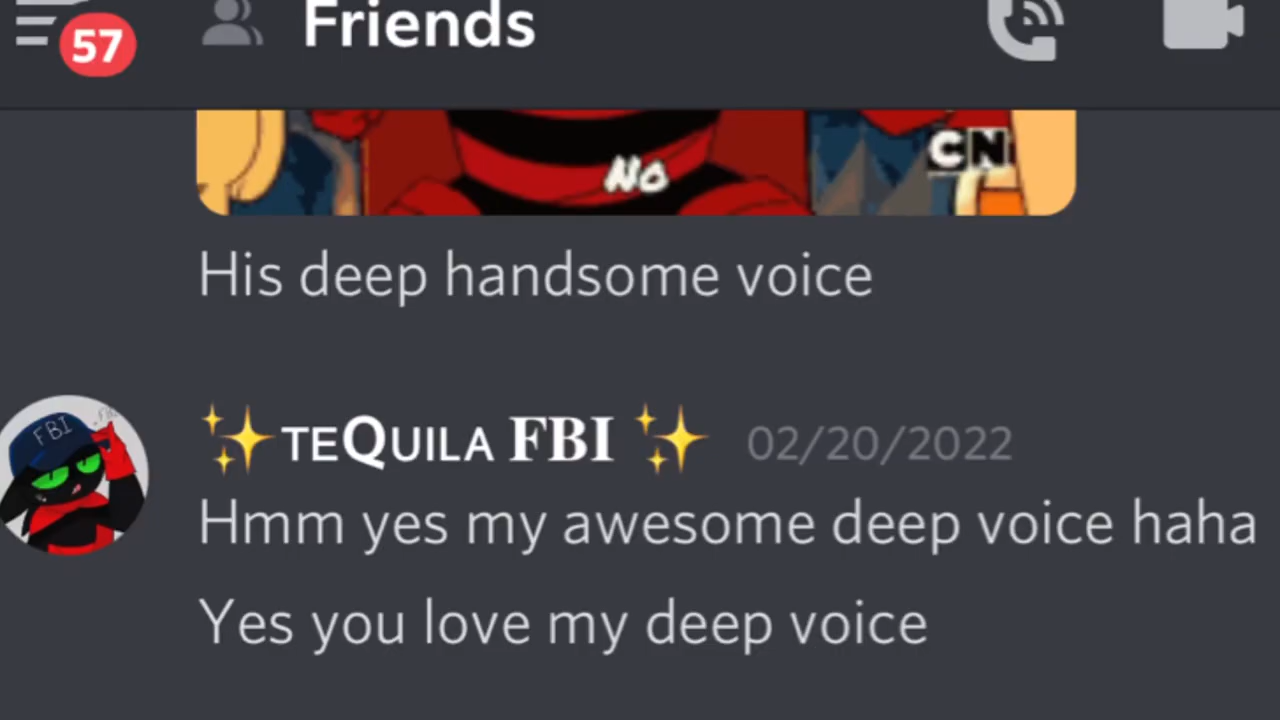 57
Friends
No
CN
His deep handsome voice
✨TEQUILA FBI ✨ 02/20/2022
FBI
Hmm yes my awesome deep voice haha
Yes you love my deep voice